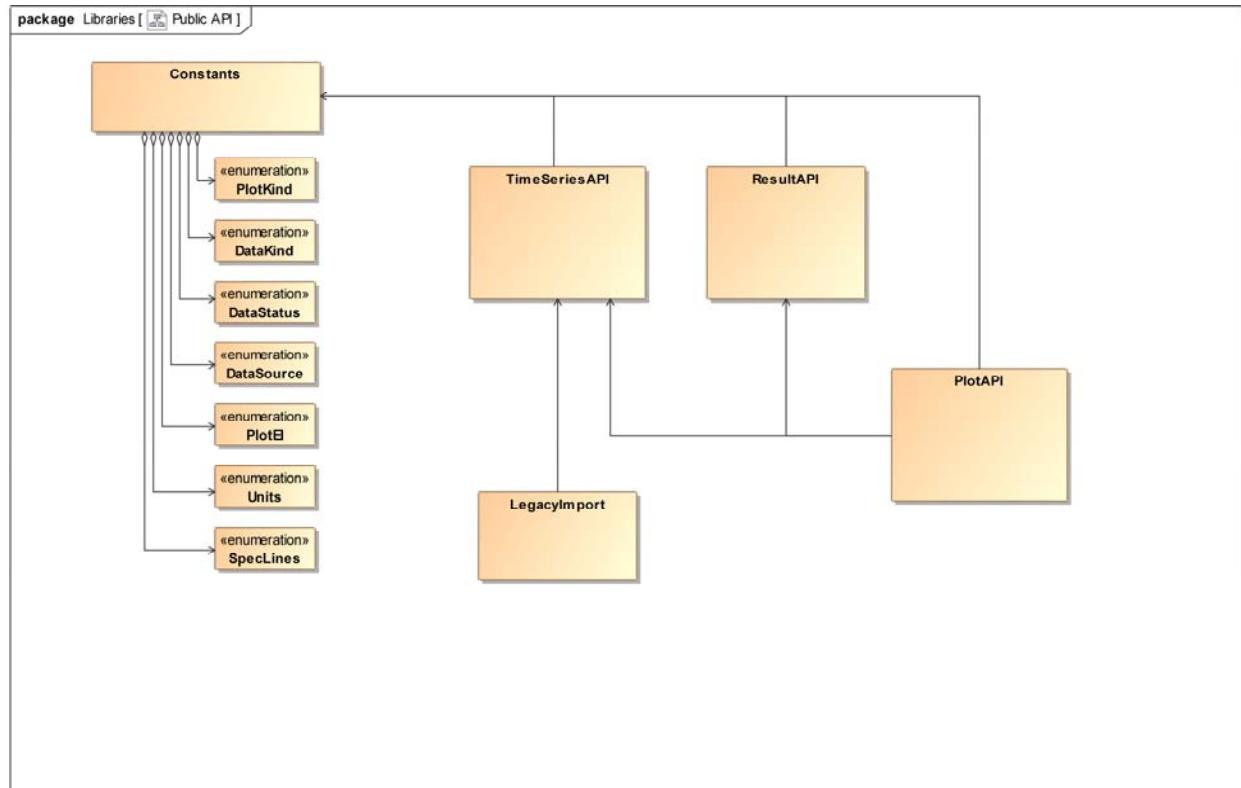 package Libraries [ Public API ]
Constants
«enumeration»
PlotKind
«enumeration»
DataKind
«enumeration»
DataStatus
«enumeration»
DataSource
«enumeration»
«enumeration»
Units
«enumeration»
SpecLines
TimeSeriesAPI
ResultAPI
PlotAPI
LegacyImport